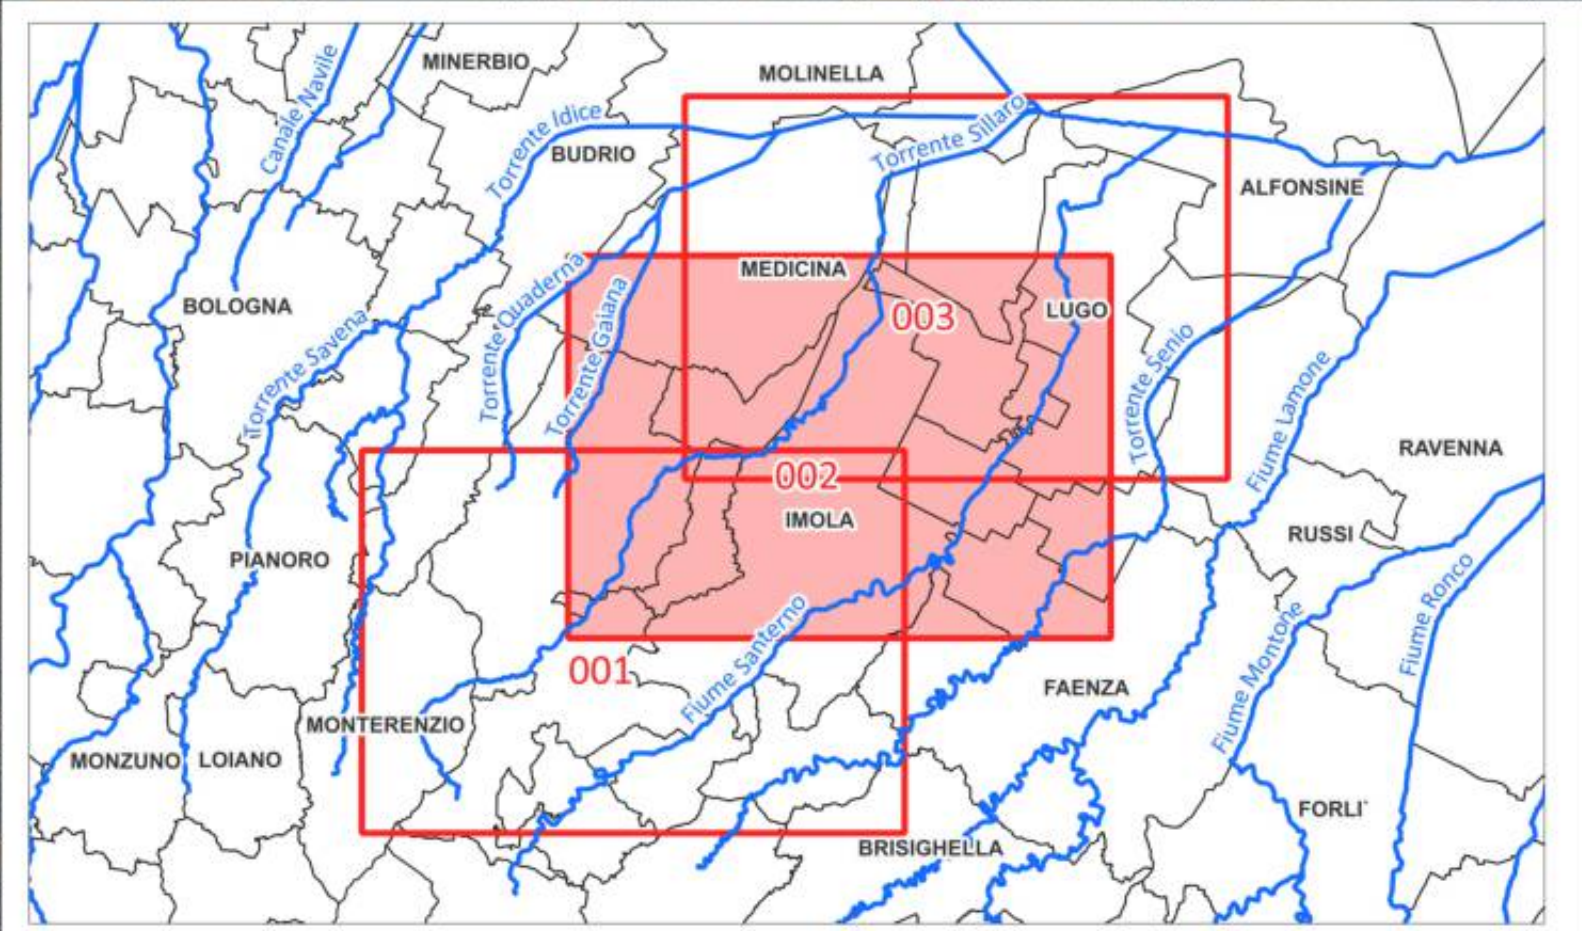 MINERBIO
MOLINELLA
Canale Navile
Torrente Idice
BUDRIO
Torrente Sillaro
ALFONSINE
MEDICINA
BOLOGNA
003
LUGO
Torrente Savena
Torrente Quaderna
Torrente Gaiana
Torrente Senio
Fiume Lamone
RAVENNA
002
IMOLA
RUSSI
PIANORO
Fiume Ronco
001
Fiume Santerno
Fiume Montone
FAENZA
MONTERENZIO
MONZUNO
LOIANO
FORLI`
BRISIGHELLA